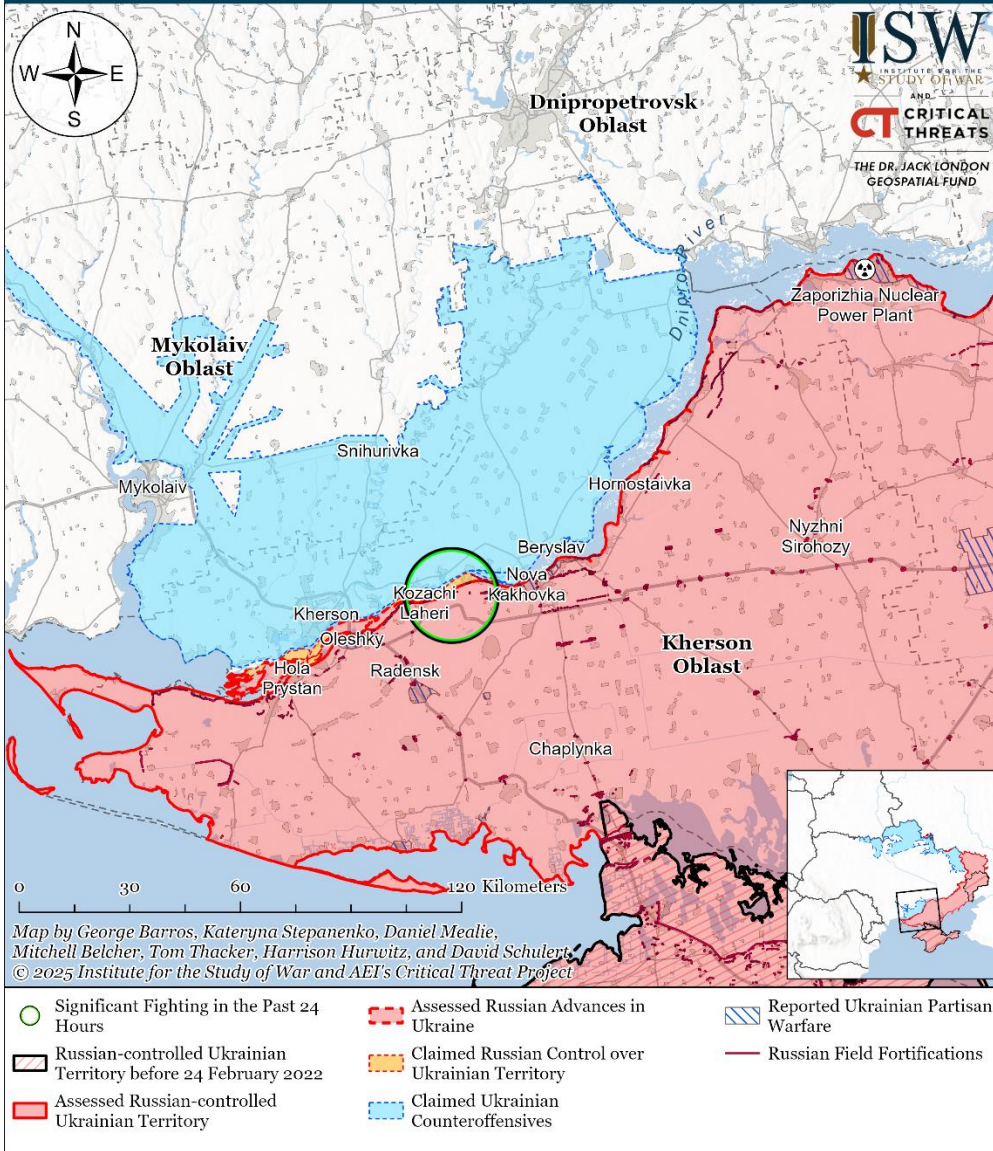 N
W
E
S
ISW
INSTITUTE FOR THE
STUDY OF WAR
AND
CT CRITICAL
THREATS
THE DR. JACK LONDON
GEOSPATIAL FUND
Dnipropetrovsk
Oblast
Dnipro River
Zaporizhia Nuclear
Power Plant
Mykolaiv
Oblast
Snihurivka
Mykolaiv
Hornostaivka
Nyzhni
Sirohozy
Beryslav
Nova
Kakhovka
Kozachi
Laheri
Kherson
Oleshky
Hola
Prystan
Radensk
Kherson
Oblast
Chaplynka
0 30 60 120 Kilometers
Map by George Barros, Kateryna Stepanenko, Daniel Mealie,
Mitchell Belcher, Tom Thacker, Harrison Hurwitz, and David Schulert
© 2025 Institute for the Study of War and AEI's Critical Threat Project
Significant Fighting in the Past 24
Hours
Russian-controlled Ukrainian
Territory before 24 February 2022
Assessed Russian-controlled
Ukrainian Territory
Assessed Russian Advances in
Ukraine
Claimed Russian Control over
Ukrainian Territory
Claimed Ukrainian
Counteroffensives
Reported Ukrainian Partisan
Warfare
Russian Field Fortifications